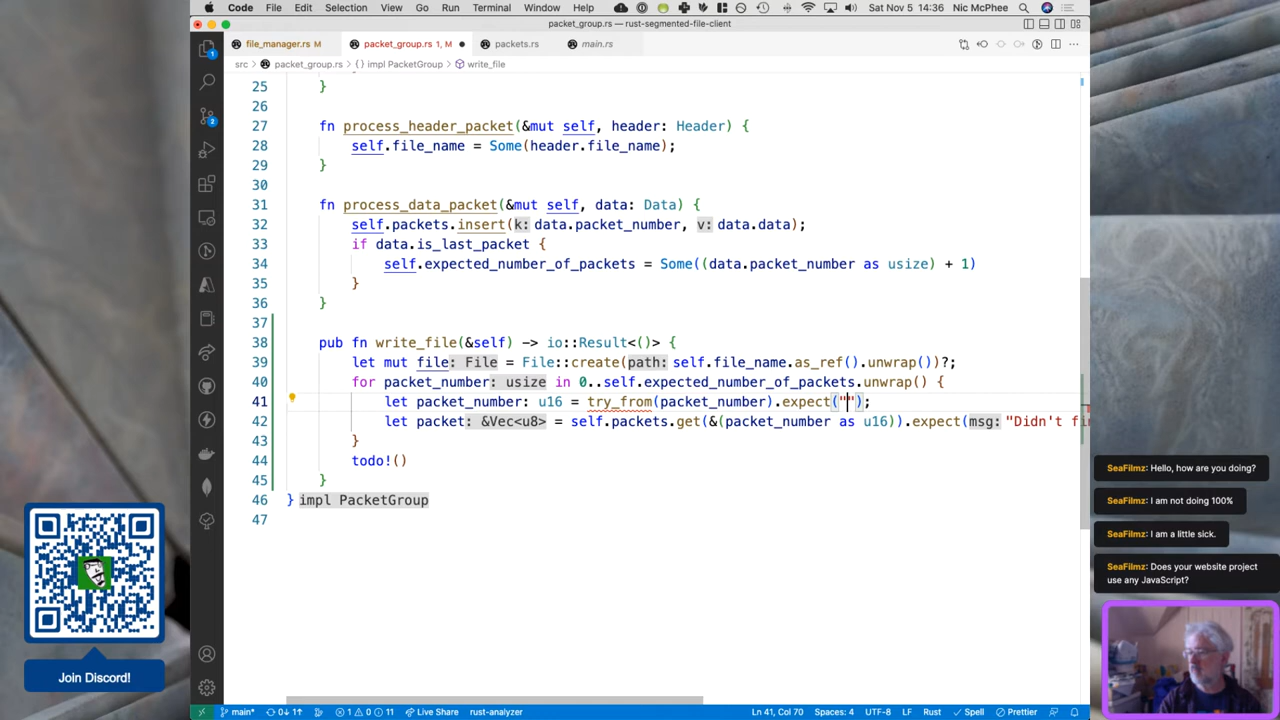 Code File Edit Selection View Go Run Terminal Window Help Sat Nov 5 14:36 Nic McPhee
packet_group.rs — rust-segmented-file-client
file_manager.rs M packet_group.rs 1, M packets.rs main.rs
src packet_group.rs impl PacketGroup write_file
25 }
26
27 fn process_header_packet(&mut self, header: Header) {
28 self.file_name = Some(header.file_name);
29 }
30
31 fn process_data_packet(&mut self, data: Data) {
32 self.packets.insert(k: data.packet_number, v: data.data);
33 if data.is_last_packet {
34 self.expected_number_of_packets = Some((data.packet_number as usize) + 1)
35 }
36 }
37
38 pub fn write_file(&self) -> io::Result<()> {
39 let mut file: File = File::create(path: self.file_name.as_ref().unwrap())?;
40 for packet_number: usize in 0..self.expected_number_of_packets.unwrap() {
41 let packet_number: u16 = try_from(packet_number).expect("");
42 let packet: &Vec<u8> = self.packets.get(&(packet_number as u16)).expect(msg: "Didn't fi
43 }
44 todo!()
45 }
46 } impl PacketGroup
47
SeaFilmz: Hello, how are you doing?
SeaFilmz: I am not doing 100%
SeaFilmz: I am a little sick.
SeaFilmz: Does your website project
use any JavaScript?
Join Discord!
main* 0↓ 1↑ 1 0 11 Live Share rust-analyzer Ln 41, Col 70 Spaces: 4 UTF-8 LF Rust Spell Prettier